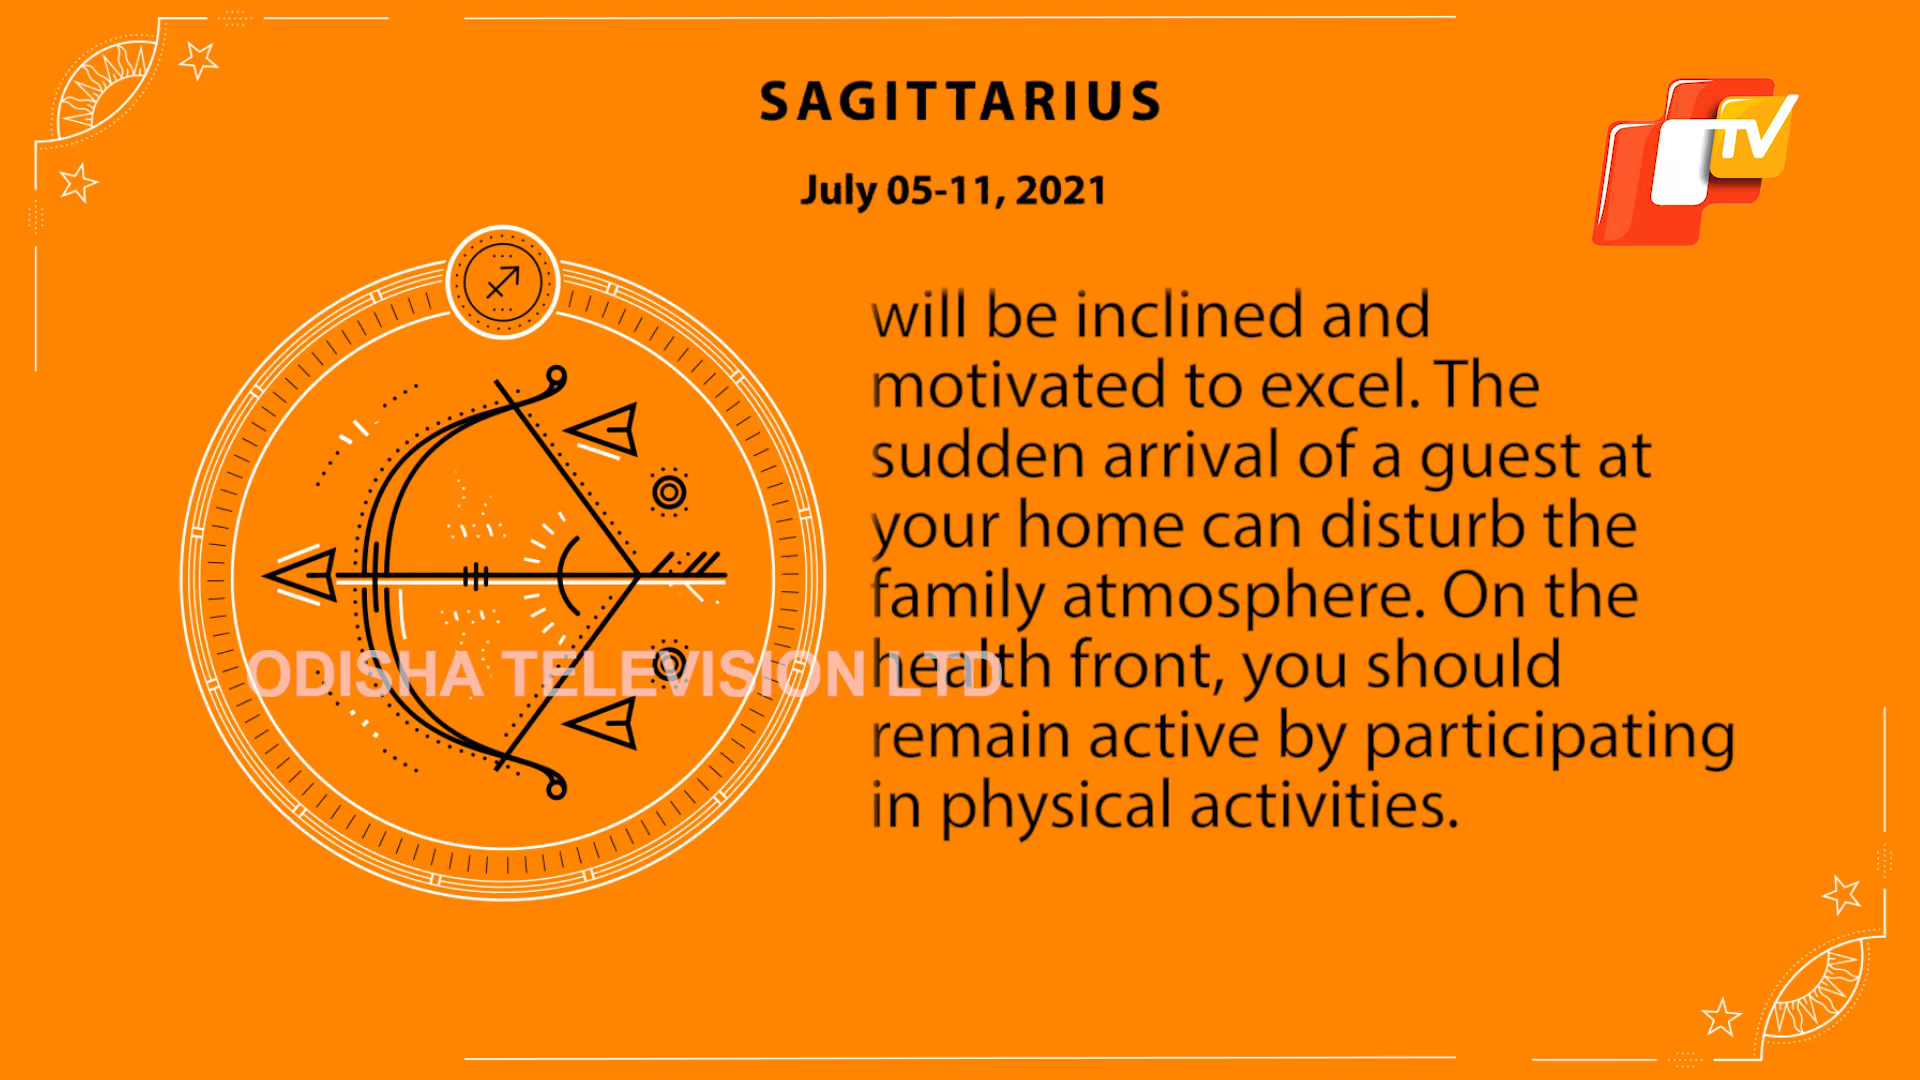 SAGITTARIUS
July 05-11, 2021
TV
will be inclined and
motivated to excel. The
sudden arrival of a guest at
your home can disturb the
family atmosphere. On the
health front, you should
remain active by participating
in physical activities.
ODISHA TELEVISION LTD